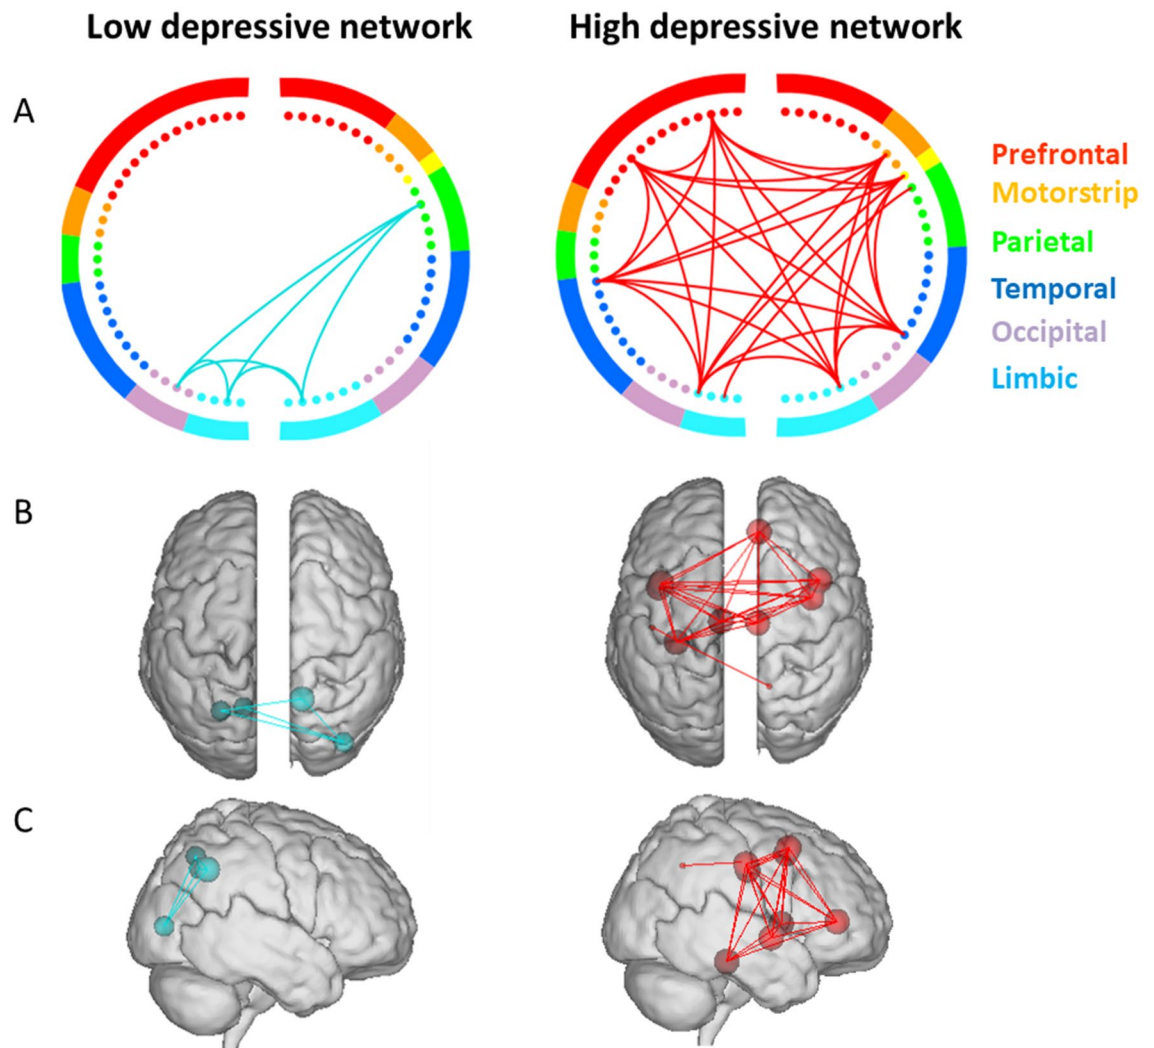 Low depressive network
High depressive network
A
Prefrontal
Motorstrip
Parietal
Temporal
Occipital
Limbic
B
C